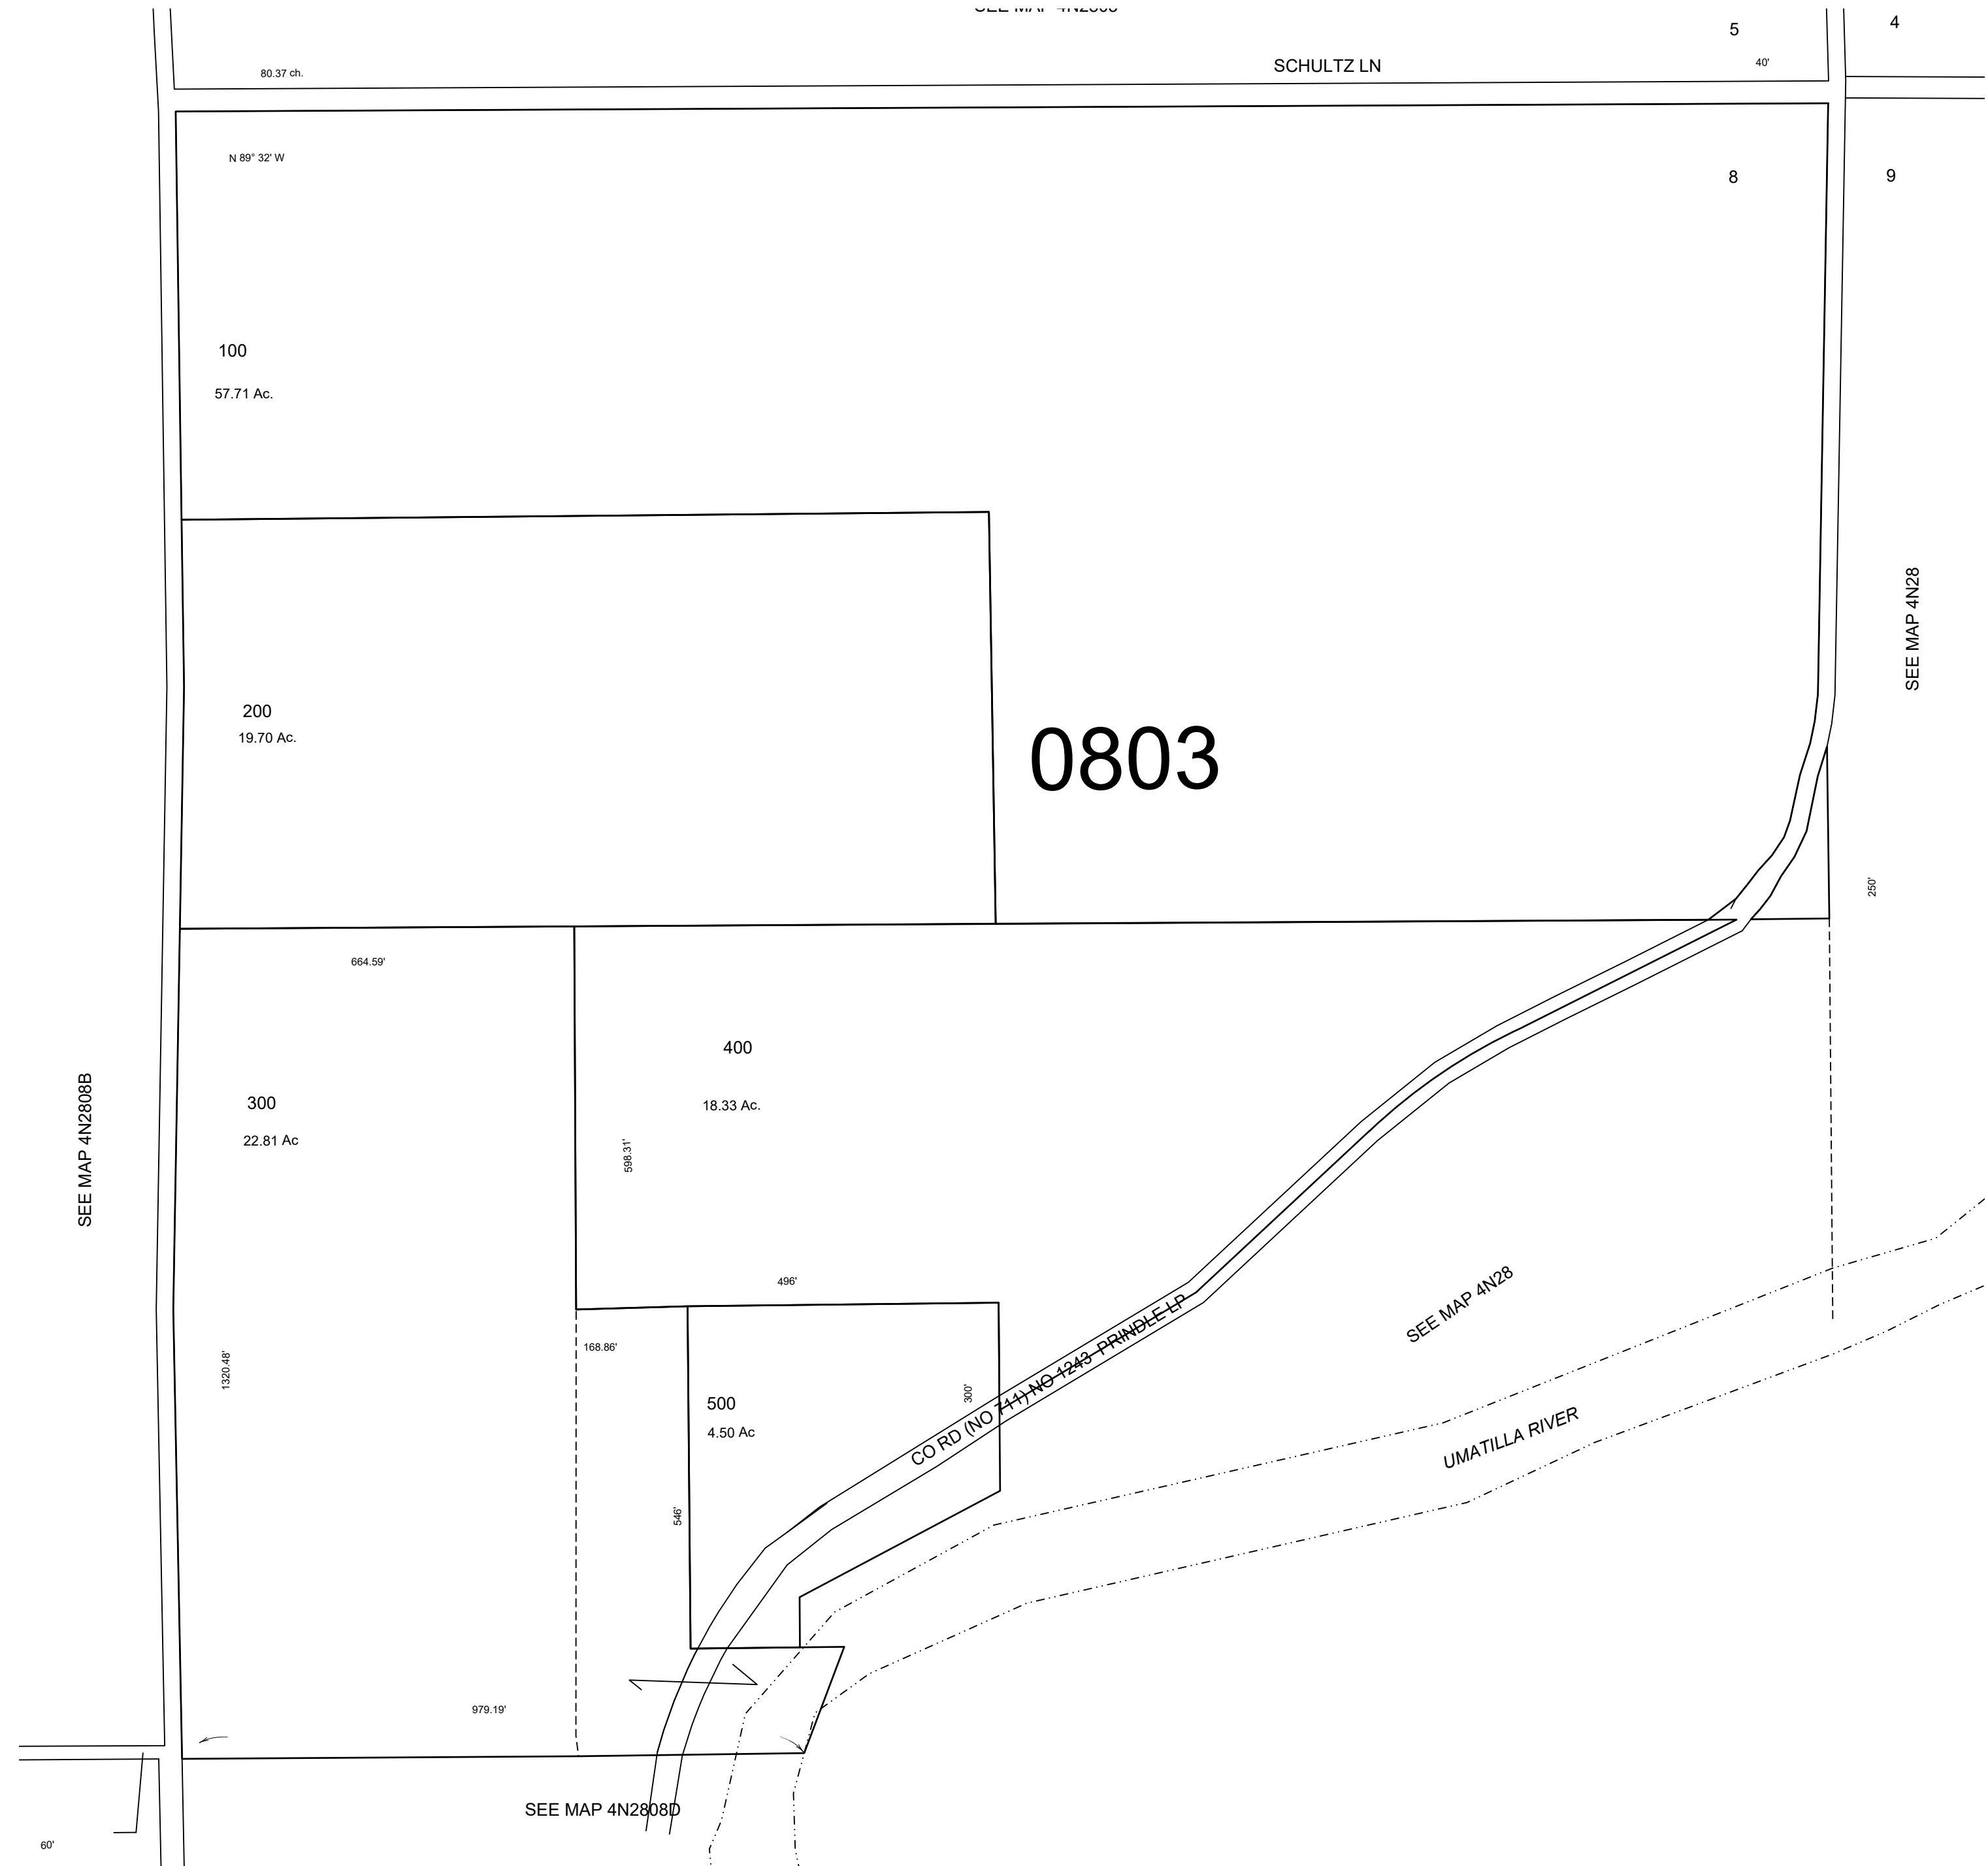 5
4
SCHULTZ LN
40'
80.37 ch.
N 89° 32' W
8
9
100
57.71 Ac.
SEE MAP 4N28
200
19.70 Ac.
0803
250'
664.59'
400
18.33 Ac.
300
22.81 Ac
598.31'
SEE MAP 4N2808B
496'
SEE MAP 4N28
168.86'
1320.48'
300'
CO RD (NO 711) NO 1243 PRINDLE LP
500
4.50 Ac
UMATILLA RIVER
546'
979.19'
SEE MAP 4N2808D
60'